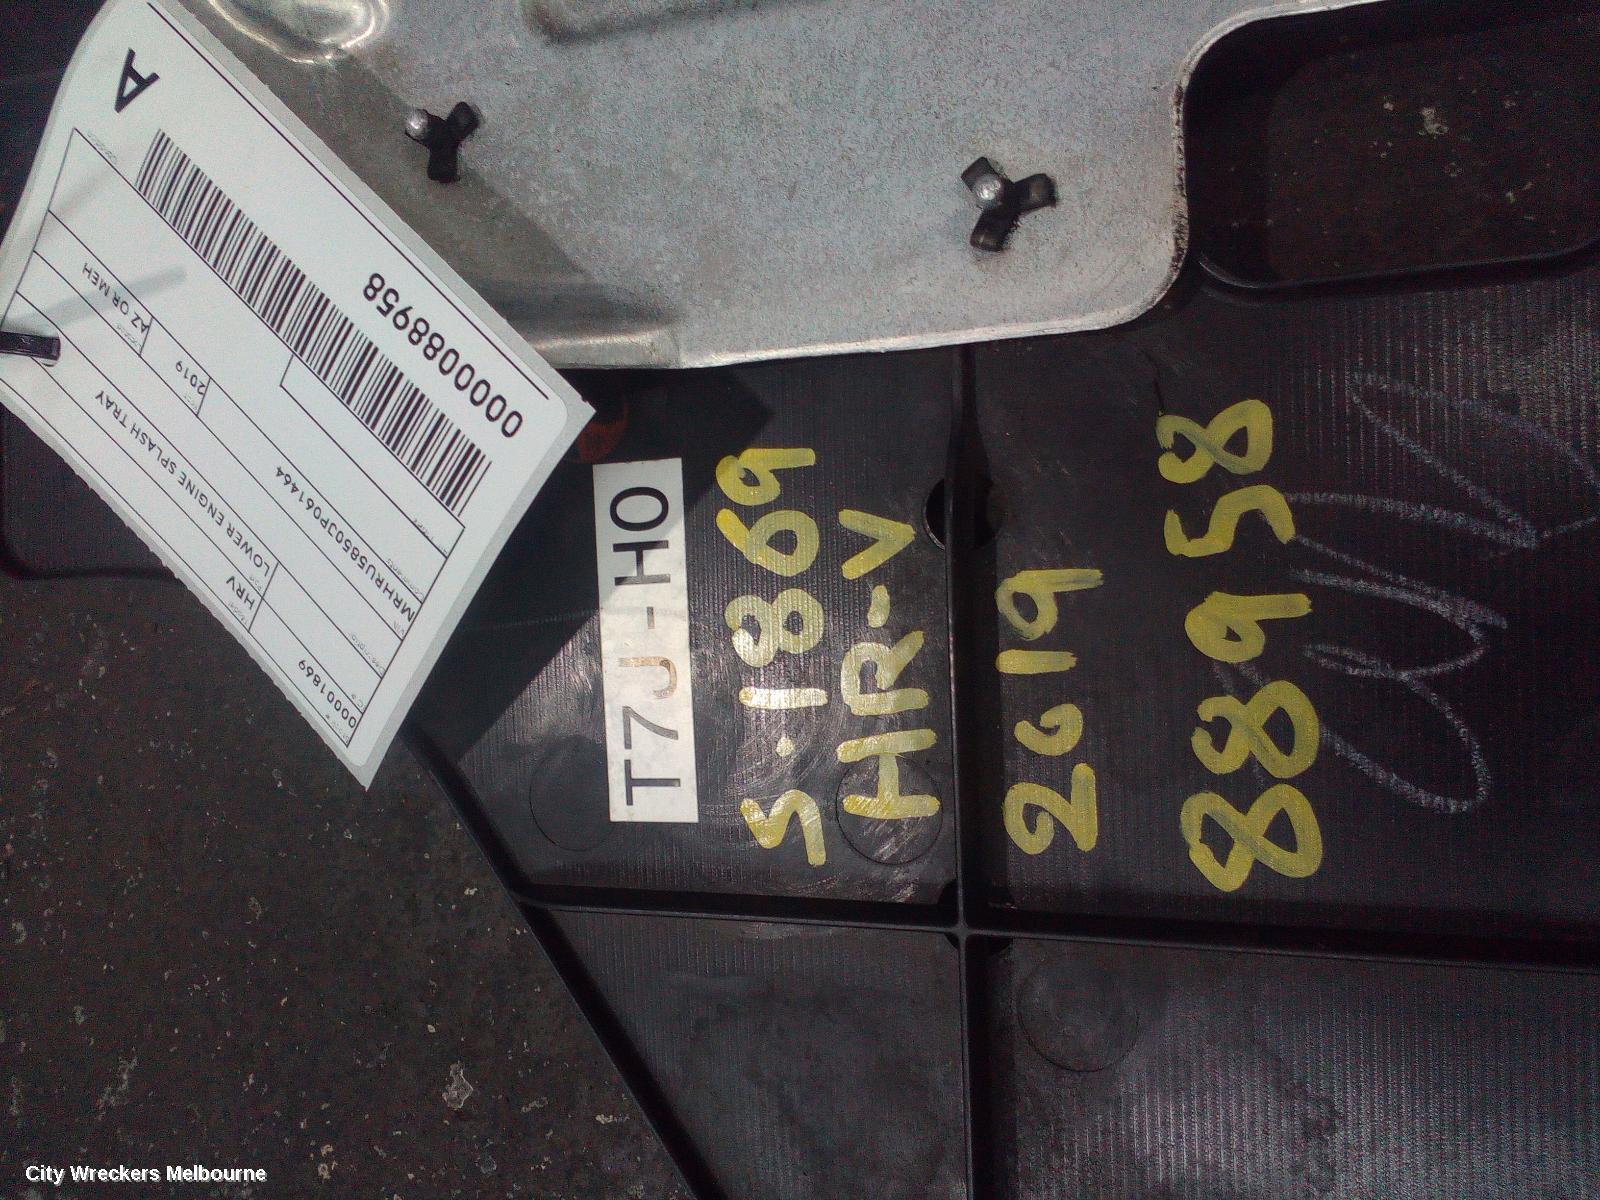 A
0000088958
AZ OR MEH
2019
MRHRU5850JP061464
LOWER ENGINE SPLASH TRAY
HRV
00001869
T7J-H0
S.1869
HR-V
2019
88958
City Wreckers Melbourne